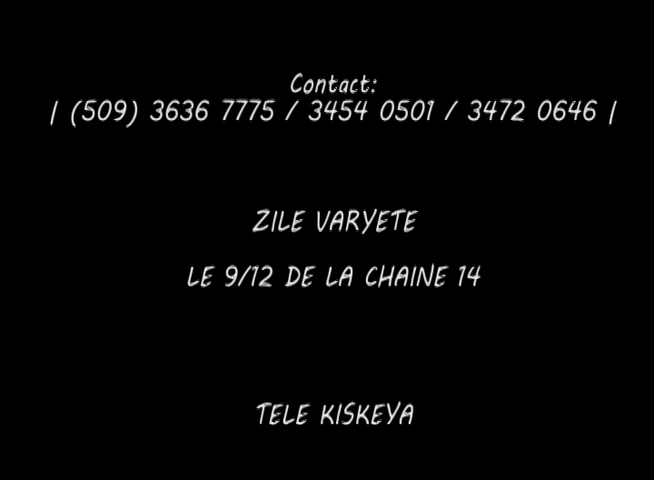 Contact:
| (509) 3636 7775 / 3454 0501 / 3472 0646 |
ZILE VARYETE
LE 9/12 DE LA CHAINE 14
TELE KISKEYA